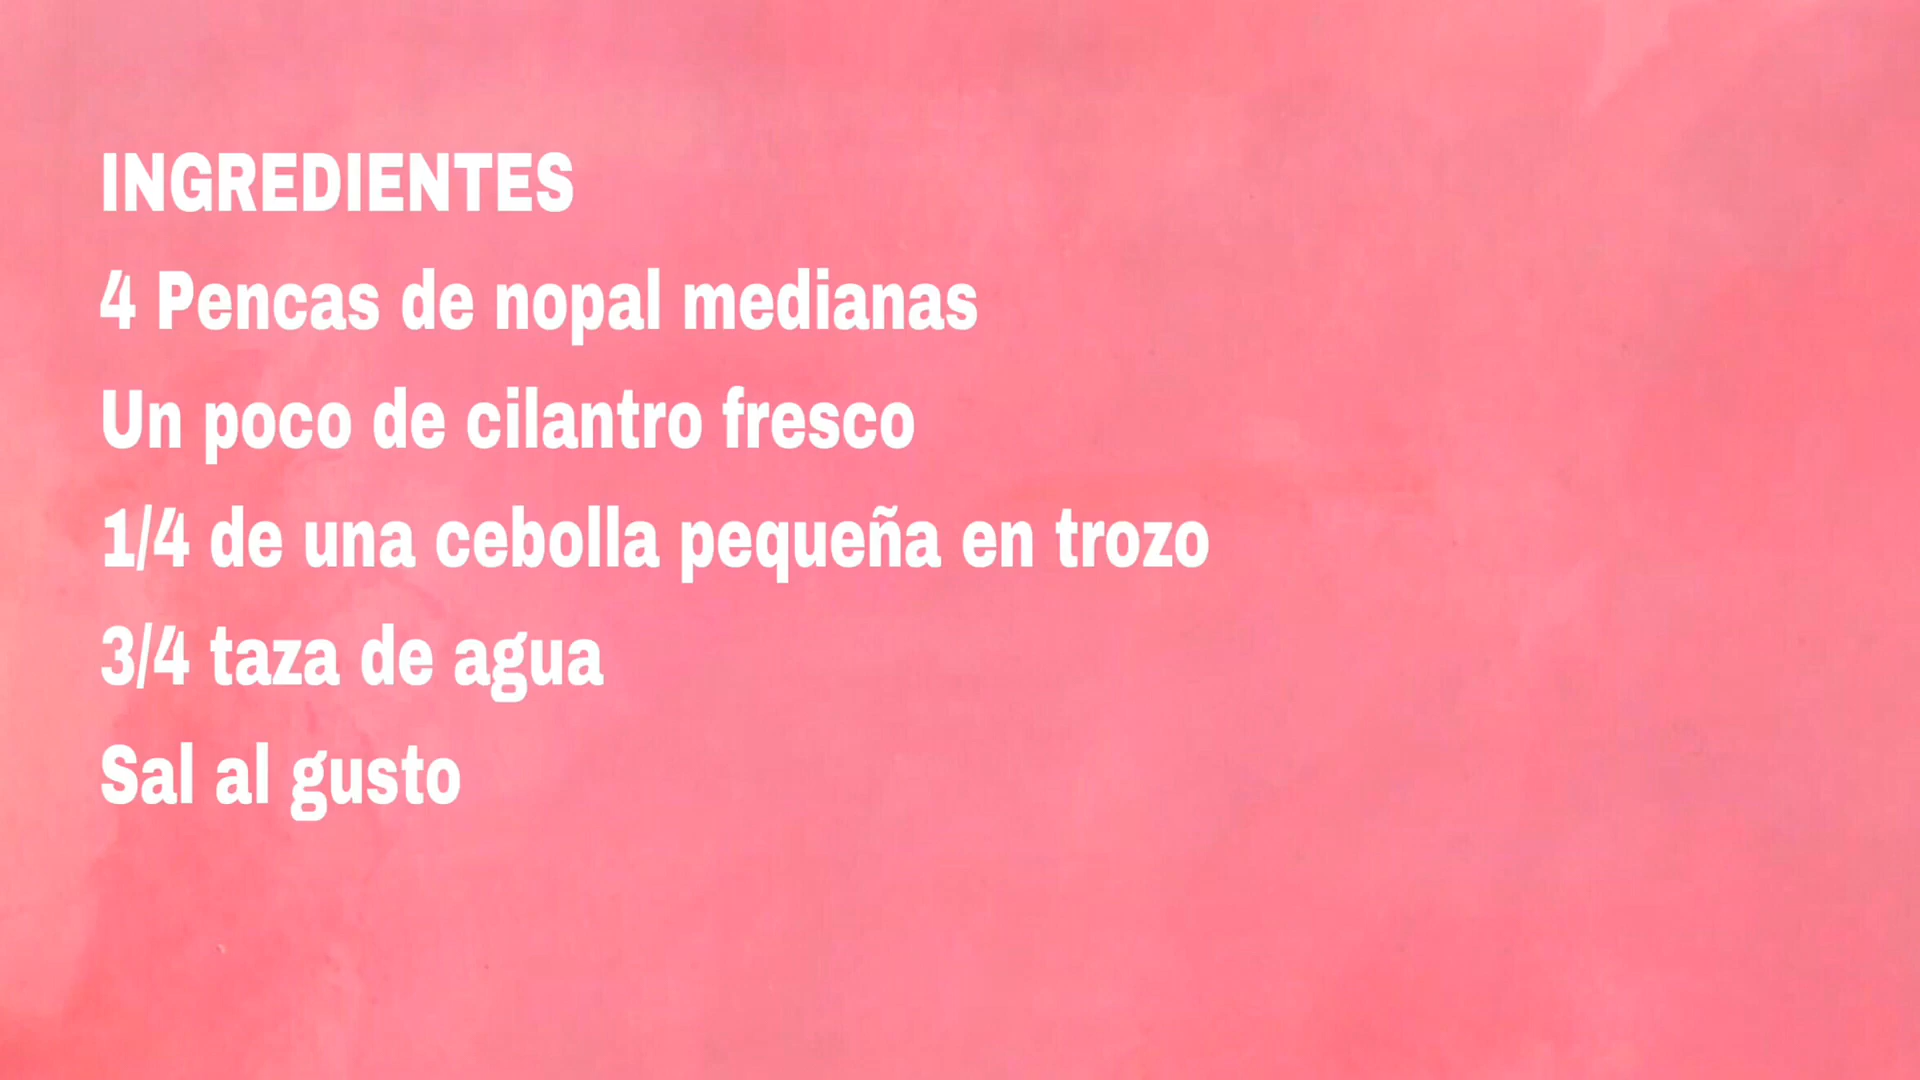 INGREDIENTES
4 Pencas de nopal medianas
Un poco de cilantro fresco
1/4 de una cebolla pequeña en trozo
3/4 taza de agua
Sal al gusto